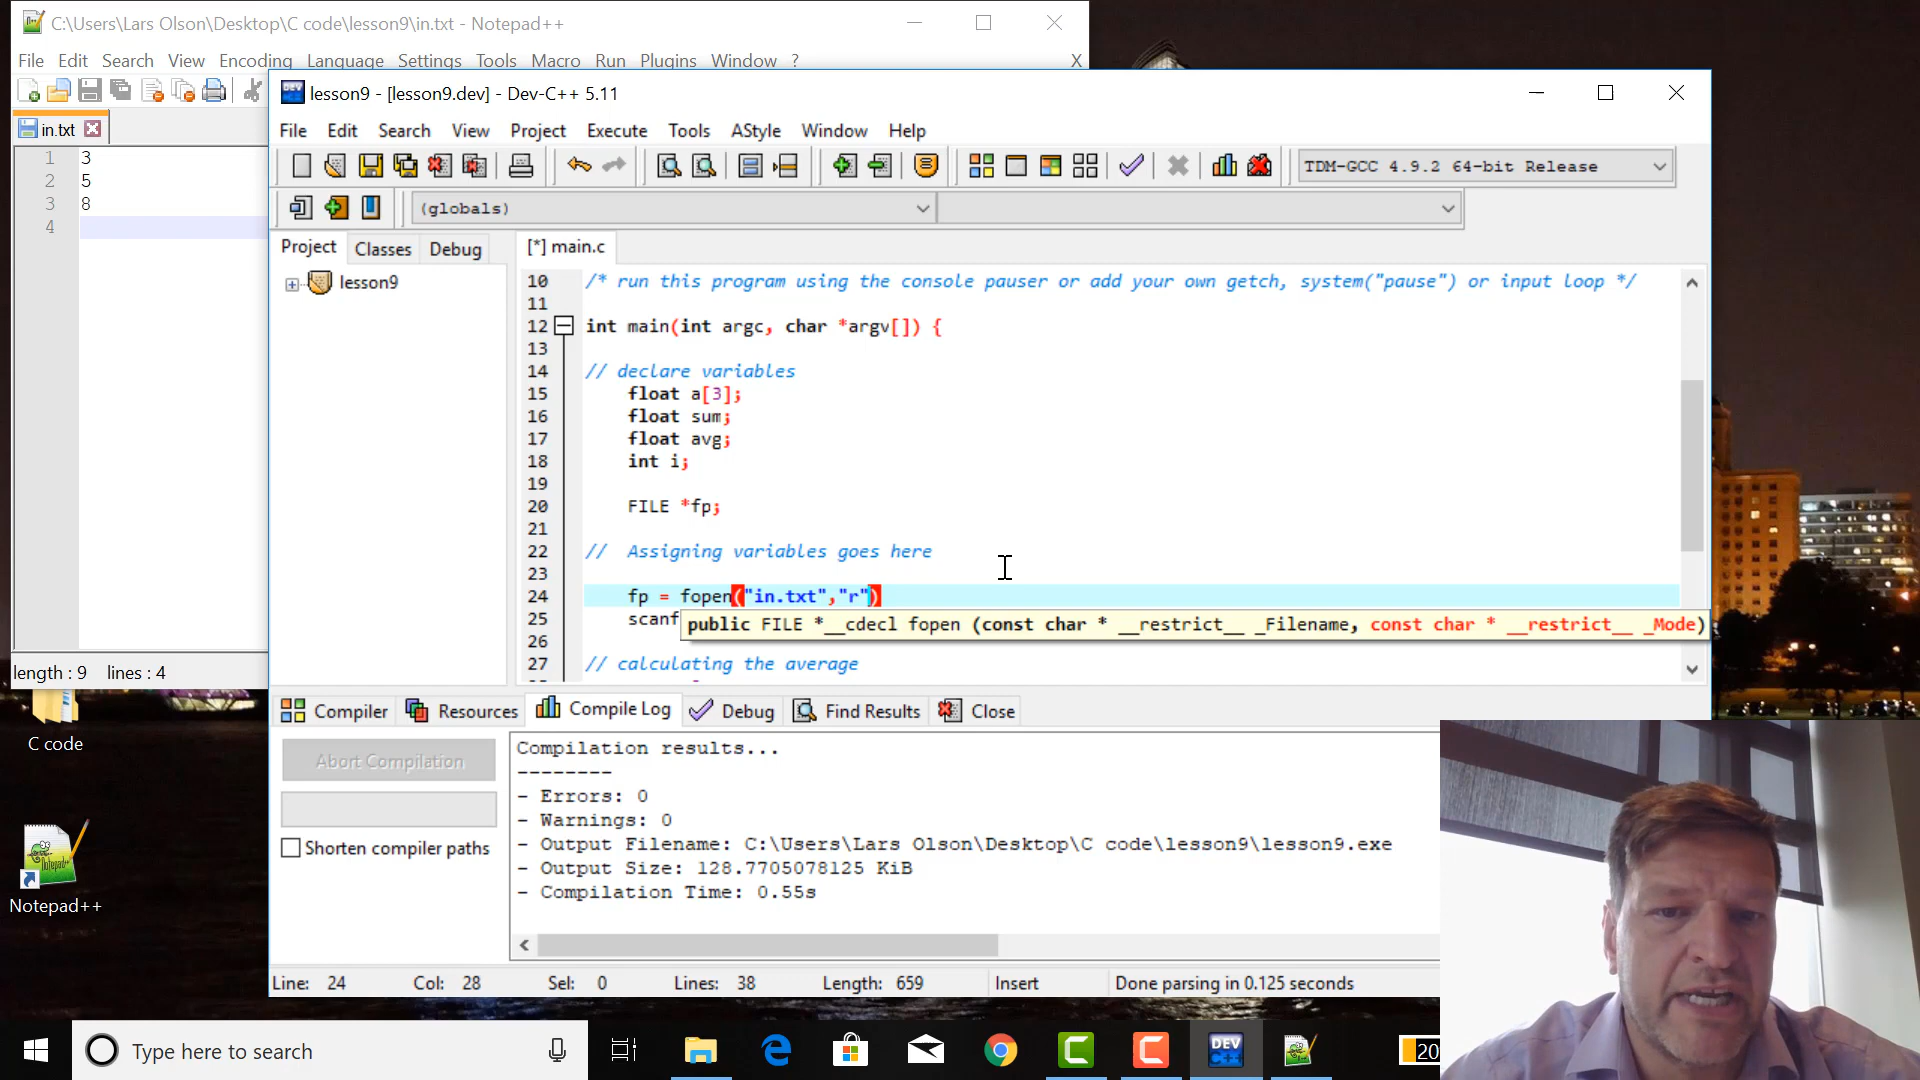 C:\Users\Lars Olson\Desktop\C code\lesson9\in.txt - Notepad++
File Edit Search View Encoding Language Settings Tools Macro Run Plugins Window ? X
in.txt
1 3
2 5
3 8
4
length : 9 lines : 4
lesson9 - [lesson9.dev] - Dev-C++ 5.11
File Edit Search View Project Execute Tools AStyle Window Help
TDM-GCC 4.9.2 64-bit Release
(globals)
Project Classes Debug
lesson9
[*] main.c
10 /* run this program using the console pauser or add your own getch, system("pause") or input loop */
11
12 int main(int argc, char *argv[]) {
13
14 // declare variables
15 float a[3];
16 float sum;
17 float avg;
18 int i;
19
20 FILE *fp;
21
22 // Assigning variables goes here
23
24 fp = fopen("in.txt","r")
25 scanf
public FILE *__cdecl fopen (const char * __restrict__ _Filename, const char * __restrict__ _Mode)
26
27 // calculating the average
Compiler Resources Compile Log Debug Find Results Close
Abort Compilation
Shorten compiler paths
Compilation results...
--------
- Errors: 0
- Warnings: 0
- Output Filename: C:\Users\Lars Olson\Desktop\C code\lesson9\lesson9.exe
- Output Size: 128.7705078125 KiB
- Compilation Time: 0.55s
Line: 24 Col: 28 Sel: 0 Lines: 38 Length: 659 Insert Done parsing in 0.125 seconds
C code
Notepad++
Type here to search
DEV
20